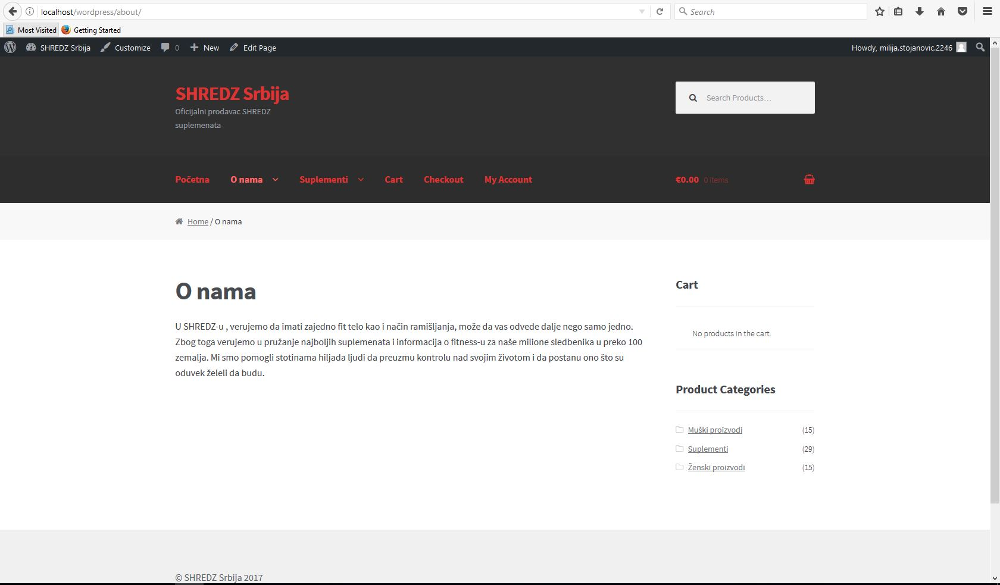 localhost/wordpress/about/
Search
Most Visited
Getting Started
SHREDZ Srbija
Customize
0
New
Edit Page
Howdy, milija.stojanovic.2246
SHREDZ Srbija
Oficijalni prodavac SHREDZ
suplemenata
Search Products...
Početna
O nama
Suplementi
Cart
Checkout
My Account
€0.00 0 items
Home / O nama
O nama
U SHREDZ-u , verujemo da imati zajedno fit telo kao i način ramišljanja, može da vas odvede dalje nego samo jedno.
Zbog toga verujemo u pružanje najboljih suplemenata i informacija o fitness-u za naše milione sledbenika u preko 100
zemalja. Mi smo pomogli stotinama hiljada ljudi da preuzmu kontrolu nad svojim životom i da postanu ono što su
oduvek želeli da budu.
Cart
No products in the cart.
Product Categories
Muški proizvodi (15)
Suplementi (29)
Ženski proizvodi (15)
© SHREDZ Srbija 2017